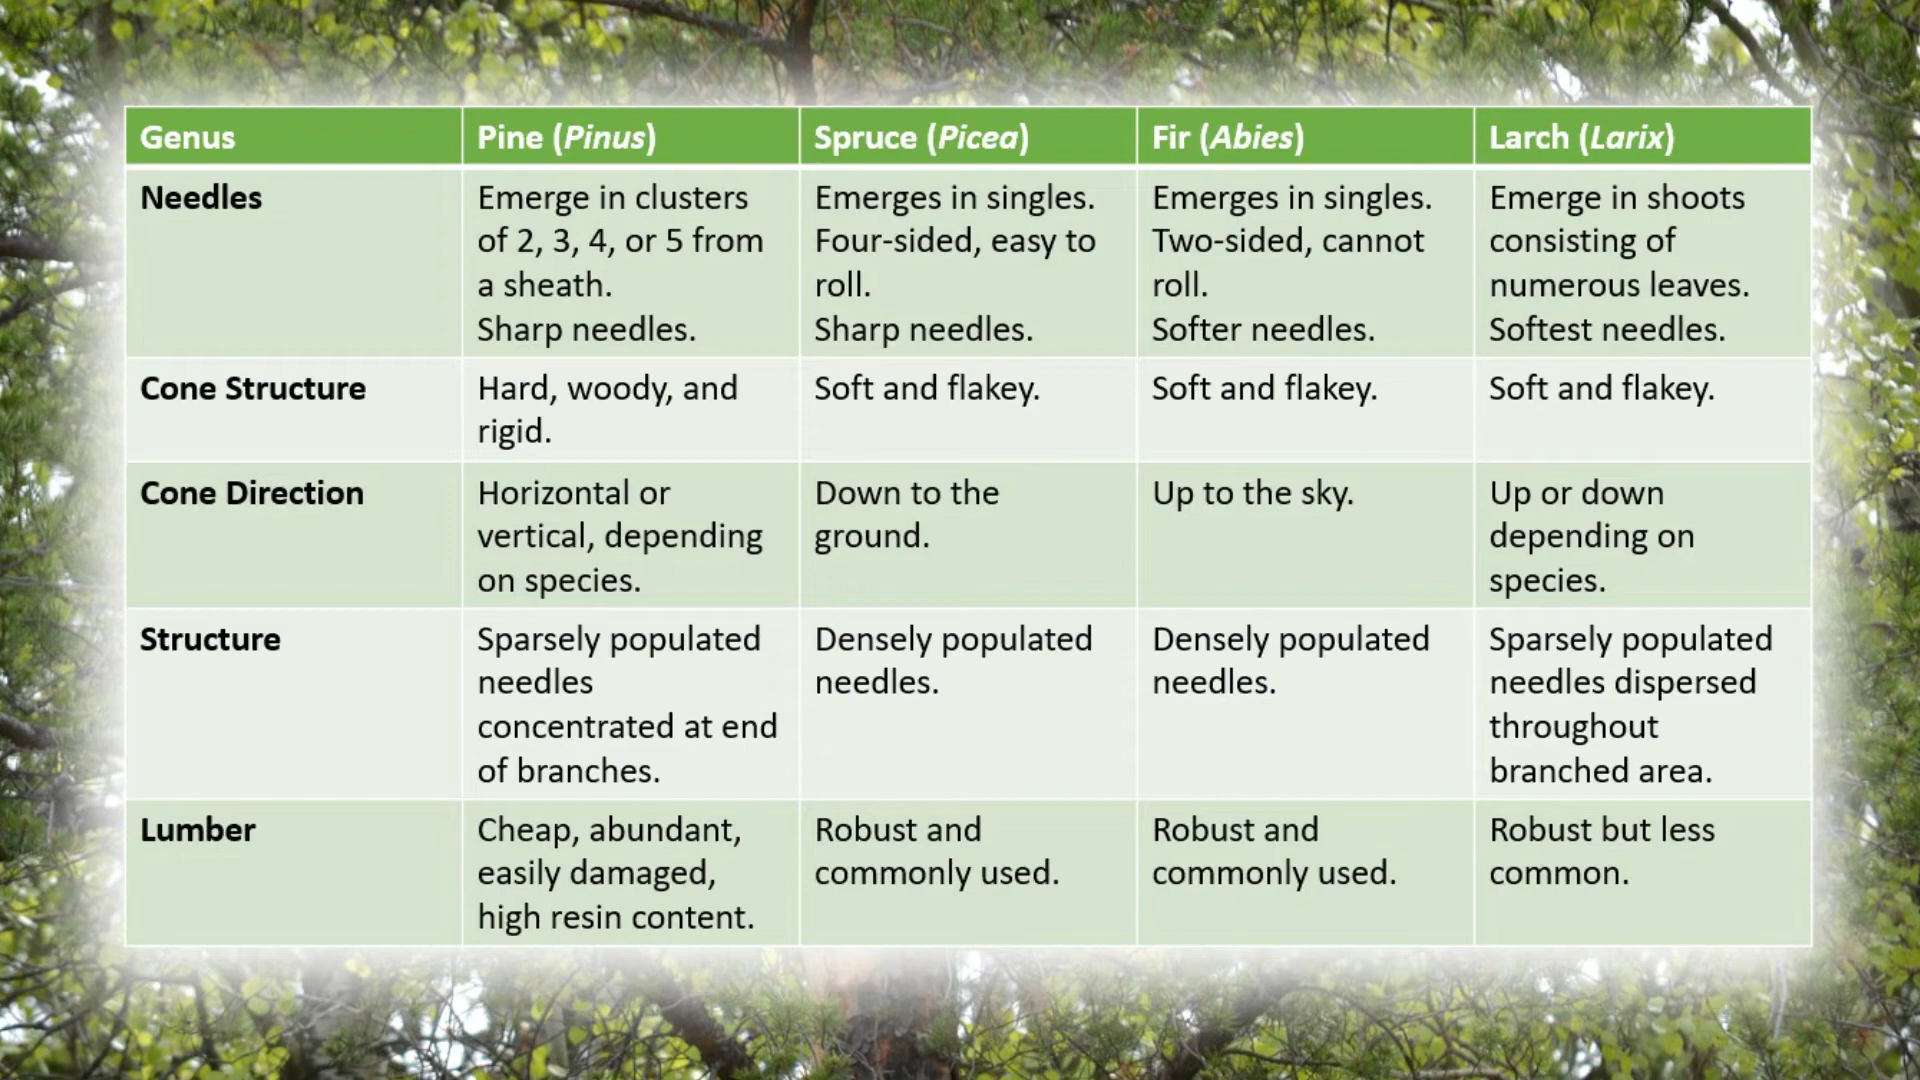 Genus
Pine (Pinus)
Spruce (Picea)
Fir (Abies)
Larch (Larix)
Needles
Emerge in clusters
of 2, 3, 4, or 5 from
a sheath.
Sharp needles.
Emerges in singles.
Four-sided, easy to
roll.
Sharp needles.
Emerges in singles.
Two-sided, cannot
roll.
Softer needles.
Emerge in shoots
consisting of
numerous leaves.
Softest needles.
Cone Structure
Hard, woody, and
rigid.
Soft and flakey.
Soft and flakey.
Soft and flakey.
Cone Direction
Horizontal or
vertical, depending
on species.
Down to the
ground.
Up to the sky.
Up or down
depending on
species.
Structure
Sparsely populated
needles
concentrated at end
of branches.
Densely populated
needles.
Densely populated
needles.
Sparsely populated
needles dispersed
throughout
branched area.
Lumber
Cheap, abundant,
easily damaged,
high resin content.
Robust and
commonly used.
Robust and
commonly used.
Robust but less
common.